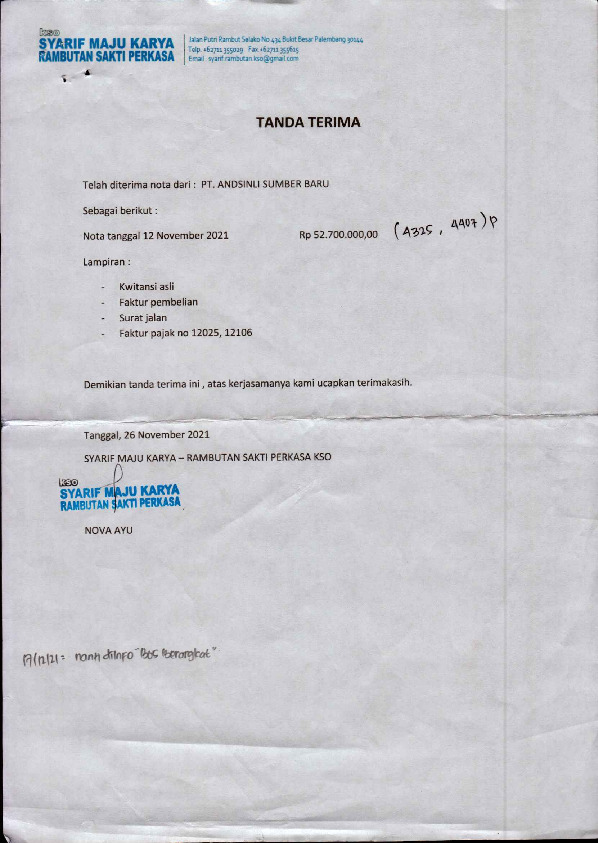 kso
SYARIF MAJU KARYA
RAMBUTAN SAKTI PERKASA
Jalan Putri Rambut Selako No 434 Bukit Besar Palembang 30144
Telp. +62711 355029 Fax +62711 355615
Email syarif.rambutan.kso@gmail.com
TANDA TERIMA
Telah diterima nota dari : PT. ANDSINLI SUMBER BARU
Sebagai berikut :
Nota tanggal 12 November 2021 Rp 52.700.000,00 (4325, 4407) P
Lampiran :
- Kwitansi asli
- Faktur pembelian
- Surat jalan
- Faktur pajak no 12025, 12106
Demikian tanda terima ini , atas kerjasamanya kami ucapkan terimakasih.
Tanggal, 26 November 2021
SYARIF MAJU KARYA – RAMBUTAN SAKTI PERKASA KSO
kso
SYARIF MAJU KARYA
RAMBUTAN SAKTI PERKASA
NOVA AYU
17/12/21 = nanti diinfo "Bos Berangkat"